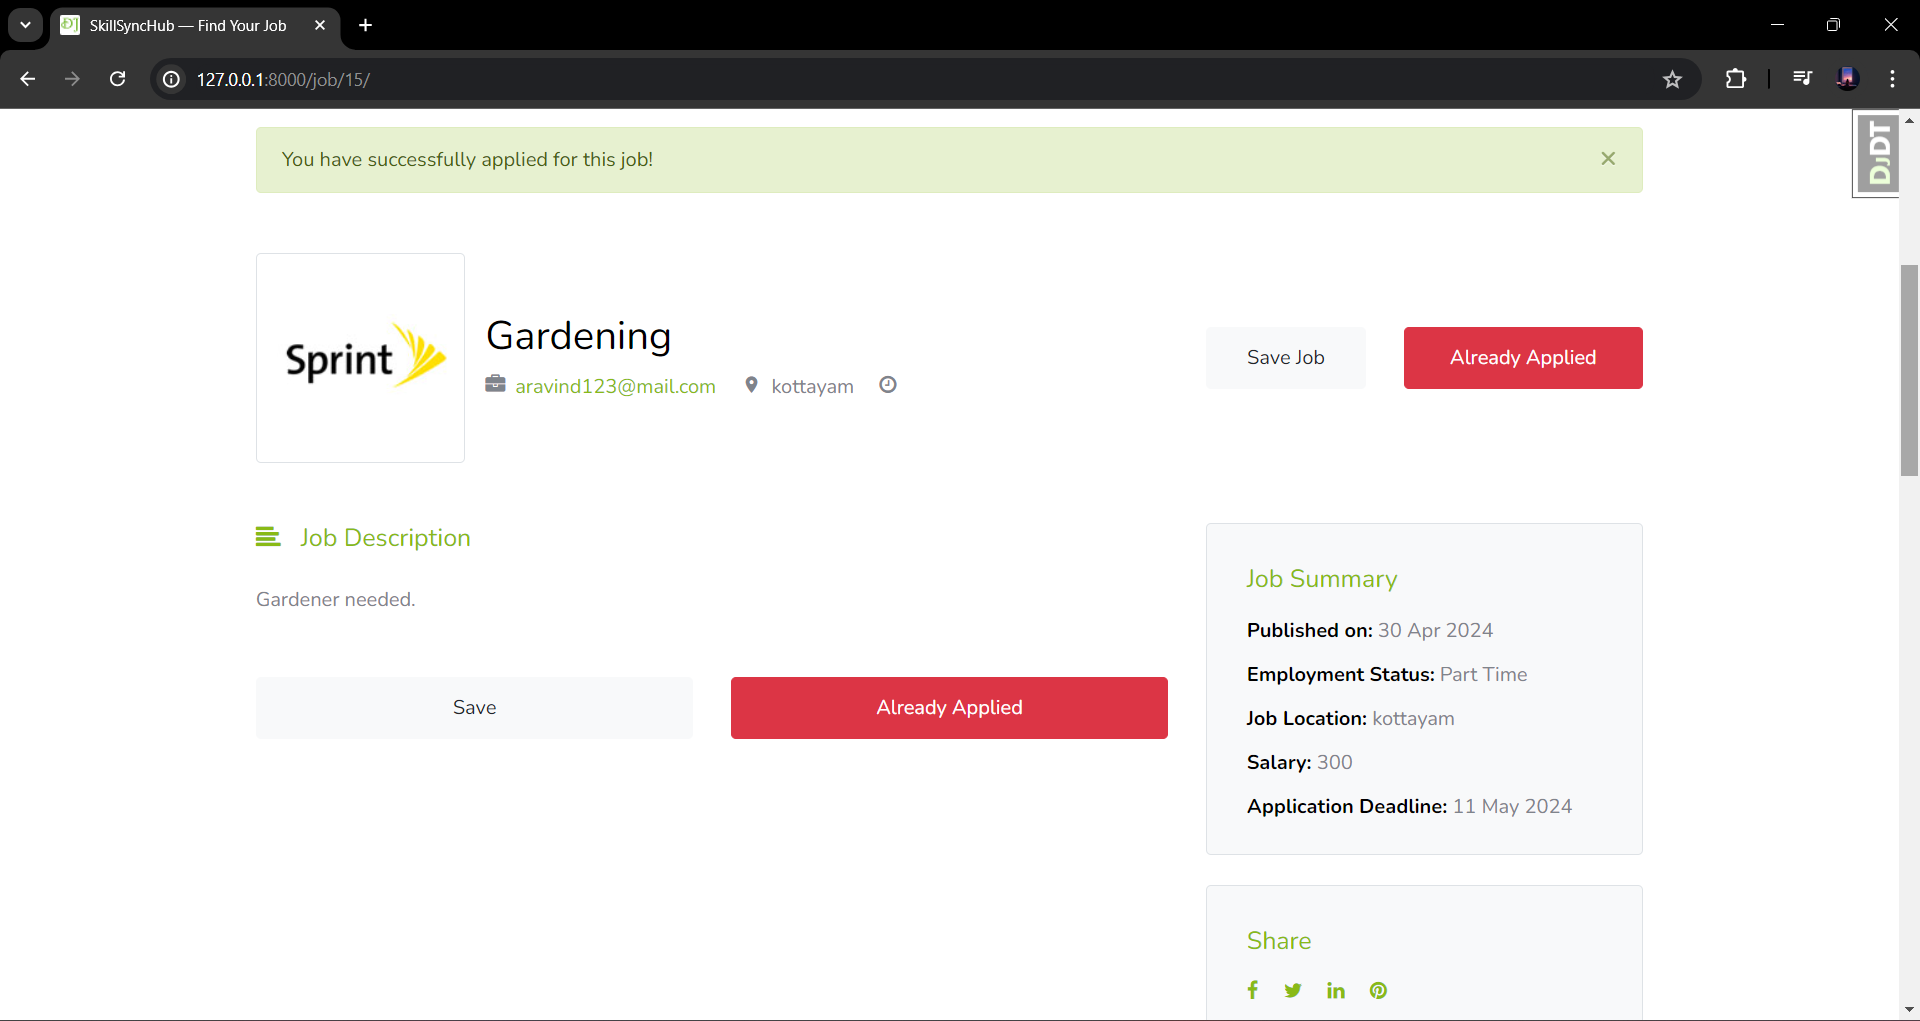 SkillSyncHub — Find Your Job
127.0.0.1:8000/job/15/
DJDT
You have successfully applied for this job!
Sprint
Gardening
aravind123@mail.com kottayam
Save Job
Already Applied
Job Description
Gardener needed.
Save
Already Applied
Job Summary
Published on: 30 Apr 2024
Employment Status: Part Time
Job Location: kottayam
Salary: 300
Application Deadline: 11 May 2024
Share